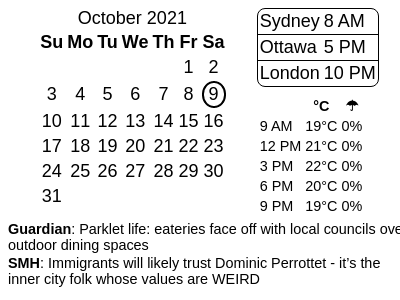 October 2021
Su Mo Tu We Th Fr Sa
1 2
3 4 5 6 7 8 9
10 11 12 13 14 15 16
17 18 19 20 21 22 23
24 25 26 27 28 29 30
31
Sydney 8 AM
Ottawa 5 PM
London 10 PM
°C ☂
9 AM 19°C 0%
12 PM 21°C 0%
3 PM 22°C 0%
6 PM 20°C 0%
9 PM 19°C 0%
Guardian: Parklet life: eateries face off with local councils ove
outdoor dining spaces
SMH: Immigrants will likely trust Dominic Perrottet - it’s the
inner city folk whose values are WEIRD